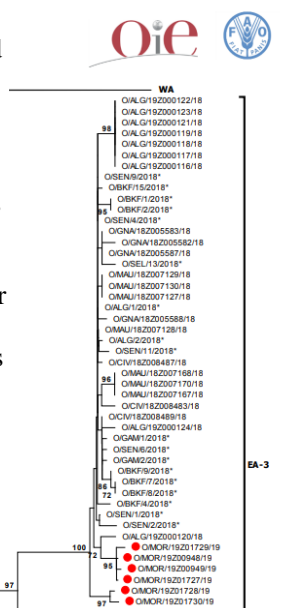 Oie
FAO
FIAT PANIS
WA
O/ALG/19Z000122/18
O/ALG/19Z000123/18
O/ALG/19Z000121/18
O/ALG/19Z000119/18
O/ALG/19Z000118/18
O/ALG/19Z000117/18
O/ALG/19Z000116/18
98
O/SEN/9/2018*
O/BKF/15/2018*
O/BKF/1/2018*
O/BKF/2/2018*
95
O/SEN/4/2018*
O/GNA/18Z005583/18
O/GNA/18Z005582/18
O/GNA/18Z005587/18
O/SEL/13/2018*
O/MAU/18Z007129/18
O/MAU/18Z007130/18
O/MAU/18Z007127/18
O/ALG/1/2018*
O/GNA/18Z005588/18
O/MAU/18Z007128/18
O/ALG/2/2018*
O/SEN/11/2018*
O/CIV/18Z008487/18
O/MAU/18Z007168/18
96
O/MAU/18Z007170/18
O/MAU/18Z007167/18
O/CIV/18Z008483/18
O/CIV/18Z008489/18
O/ALG/19Z000124/18
O/GAM/1/2018*
O/SEN/6/2018*
O/GAM/2/2018*
EA-3
O/BKF/9/2018*
O/BKF/7/2018*
86
O/BKF/8/2018*
72
O/BKF/4/2018*
O/SEN/1/2018*
O/SEN/2/2018*
O/ALG/19Z000120/18
100
O/MOR/19Z01729/19
72
O/MOR/19Z00948/19
95
O/MOR/19Z00949/19
O/MOR/19Z01727/19
97
O/MOR/19Z01728/19
97
O/MOR/19Z01730/19